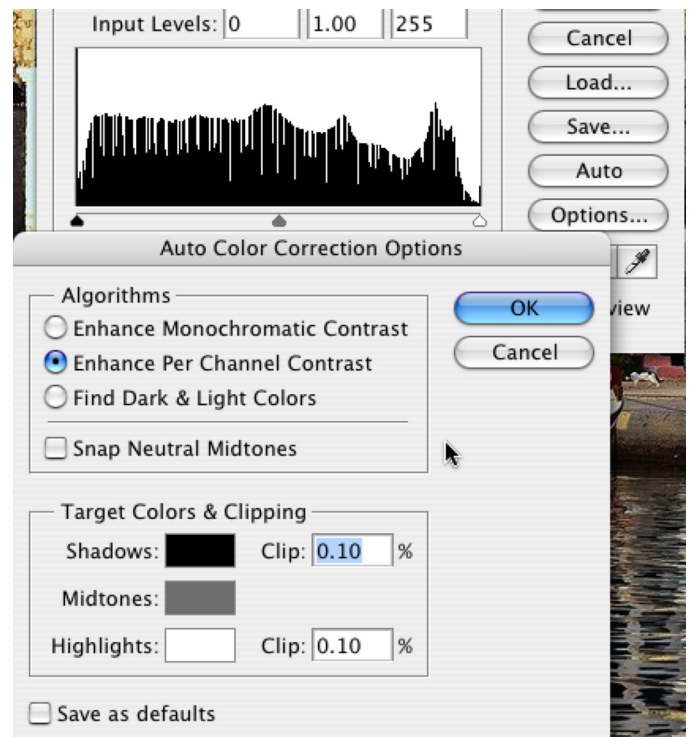 Input Levels: 0 1.00 255
Cancel
Load...
Save...
Auto
Options...
Auto Color Correction Options
Algorithms
Enhance Monochromatic Contrast
Enhance Per Channel Contrast
Find Dark & Light Colors
Snap Neutral Midtones
OK
Cancel
view
Target Colors & Clipping
Shadows: Clip: 0.10 %
Midtones:
Highlights: Clip: 0.10 %
Save as defaults